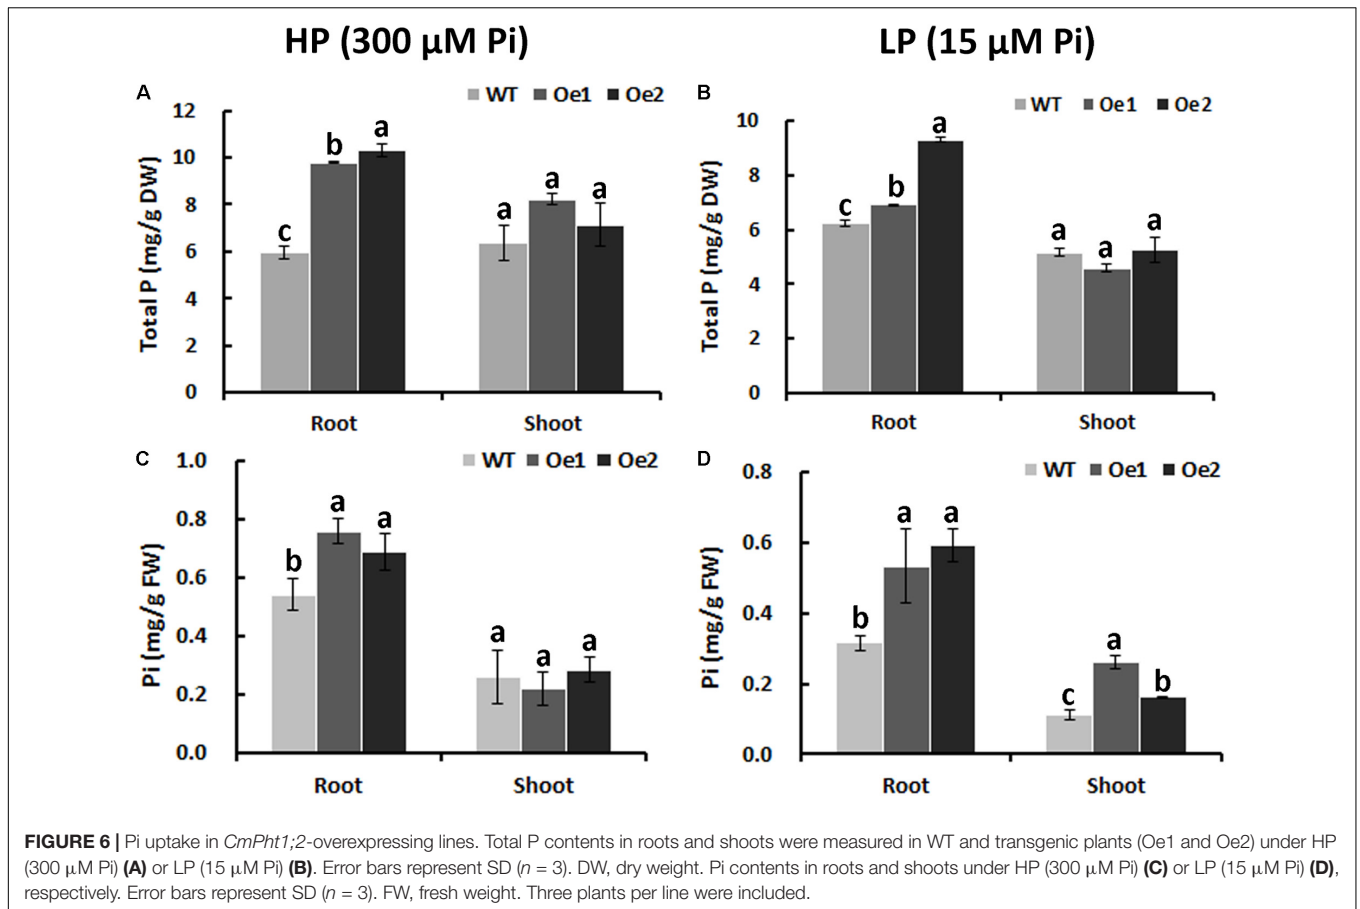 HP (300 µM Pi)
LP (15 µM Pi)
A
WT Oe1 Oe2
12
10
8
6
4
2
0
Total P (mg/g DW)
c b a
a a a
Root Shoot
B
WT Oe1 Oe2
10
8
6
4
2
0
Total P (mg/g DW)
c b a
a a a
Root Shoot
C
WT Oe1 Oe2
1.0
0.8
0.6
0.4
0.2
0.0
Pi (mg/g FW)
b a a
a a a
Root Shoot
D
WT Oe1 Oe2
0.8
0.6
0.4
0.2
0.0
Pi (mg/g FW)
b a a
c a b
Root Shoot
FIGURE 6 | Pi uptake in CmPht1;2-overexpressing lines. Total P contents in roots and shoots were measured in WT and transgenic plants (Oe1 and Oe2) under HP
(300 µM Pi) (A) or LP (15 µM Pi) (B). Error bars represent SD (n = 3). DW, dry weight. Pi contents in roots and shoots under HP (300 µM Pi) (C) or LP (15 µM Pi) (D),
respectively. Error bars represent SD (n = 3). FW, fresh weight. Three plants per line were included.